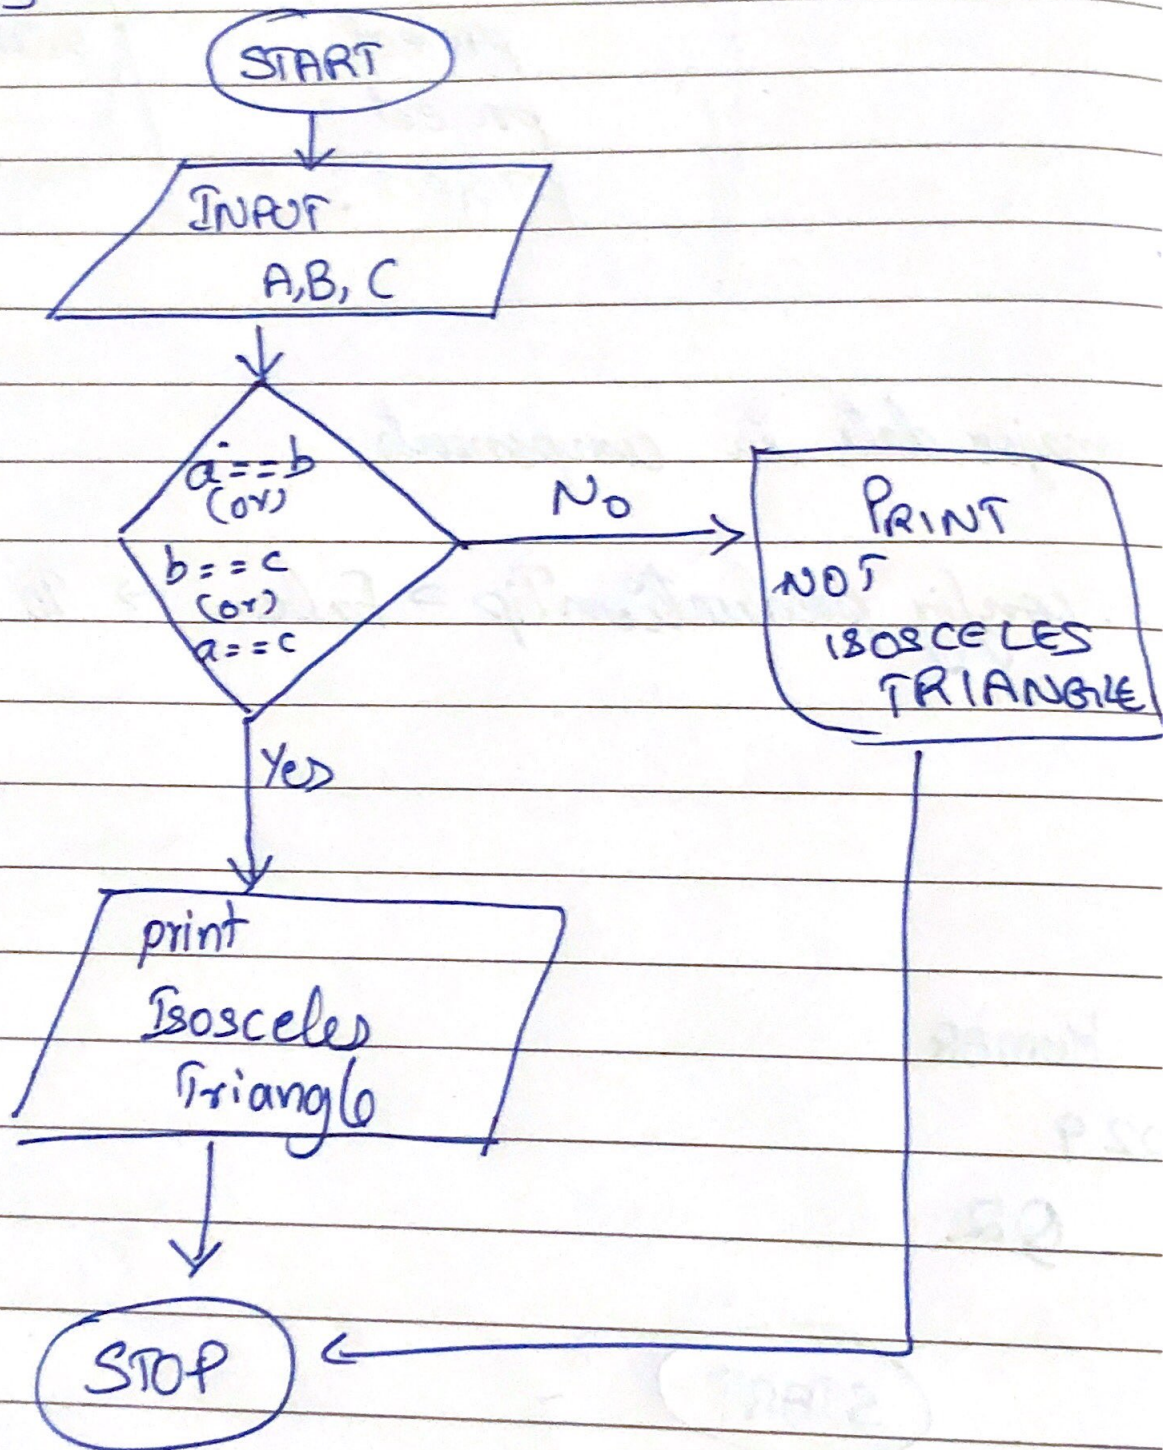 START
INPUT
A,B, C
a==b
(or)
b==c
(or)
a==c
No
PRINT
NOT
ISOSCELES
TRIANGLE
Yes
print
Isosceles
Triangle
STOP